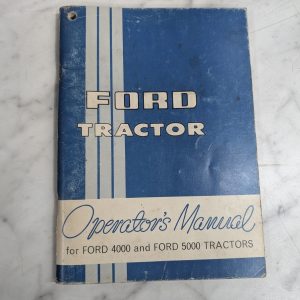 FORD
TRACTOR
Operator's Manual
for FORD 4000 and FORD 5000 TRACTORS